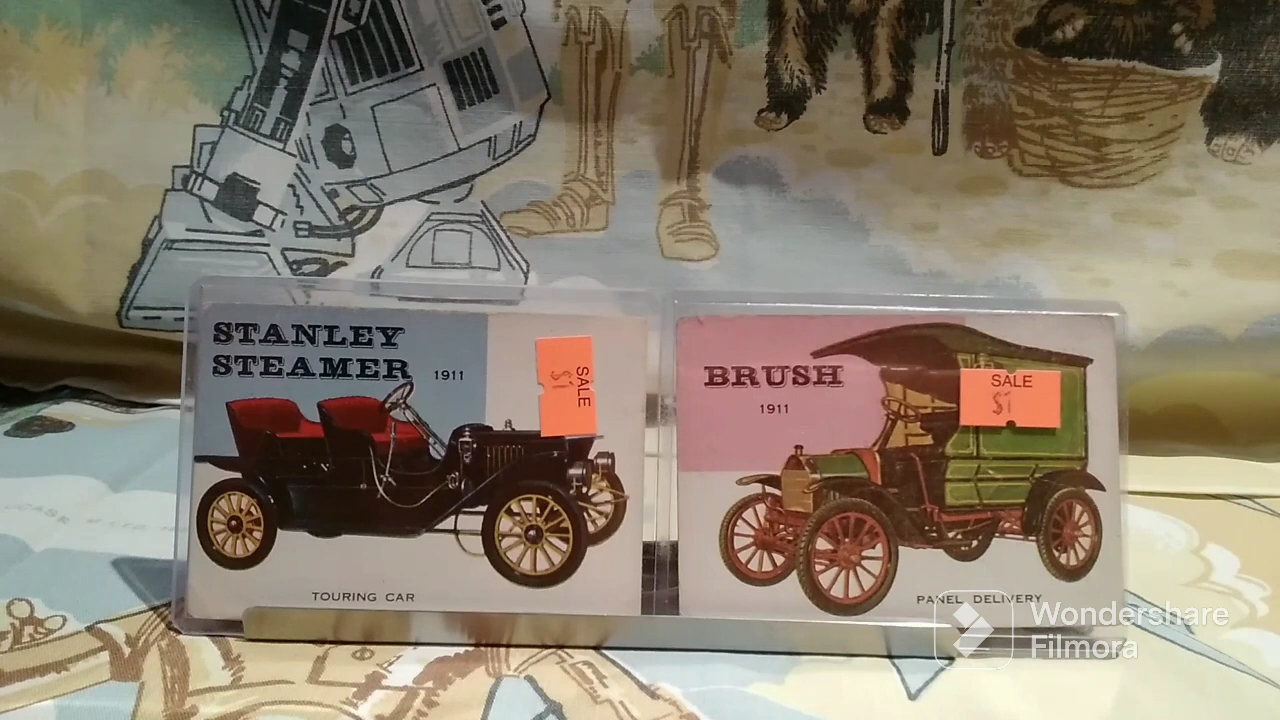 STANLEY
STEAMER 1911
SALE
$1
TOURING CAR
BRUSH
1911
SALE
$1
PANEL DELIVERY
Wondershare
Filmora